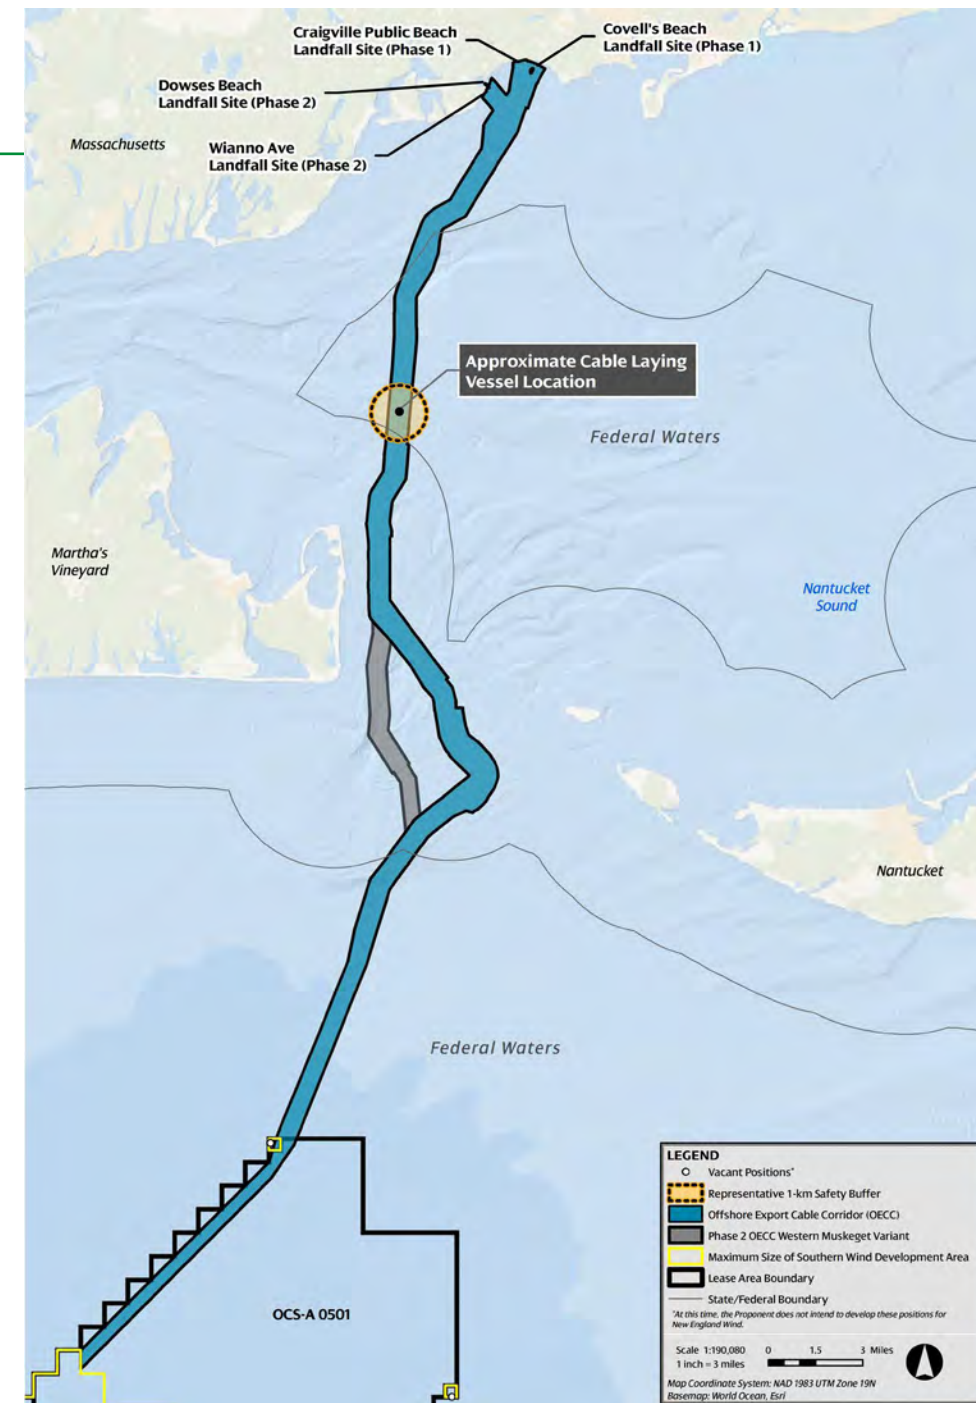 Craigville Public Beach
Landfall Site (Phase 1)
Covell's Beach
Landfall Site (Phase 1)
Dowses Beach
Landfall Site (Phase 2)
Massachusetts
Wianno Ave
Landfall Site (Phase 2)
Approximate Cable Laying
Vessel Location
Federal Waters
Martha's
Vineyard
Nantucket
Sound
Nantucket
Federal Waters
OCS-A 0501
LEGEND
Vacant Positions*
Representative 1-km Safety Buffer
Offshore Export Cable Corridor (OECC)
Phase 2 OECC Western Muskeget Variant
Maximum Size of Southern Wind Development Area
Lease Area Boundary
State/Federal Boundary
*At this time, the Proponent does not intend to develop these positions for
New England Wind.
Scale 1:190,080
1 inch = 3 miles
0 1.5 3 Miles
Map Coordinate System: NAD 1983 UTM Zone 19N
Basemap: World Ocean, Esri